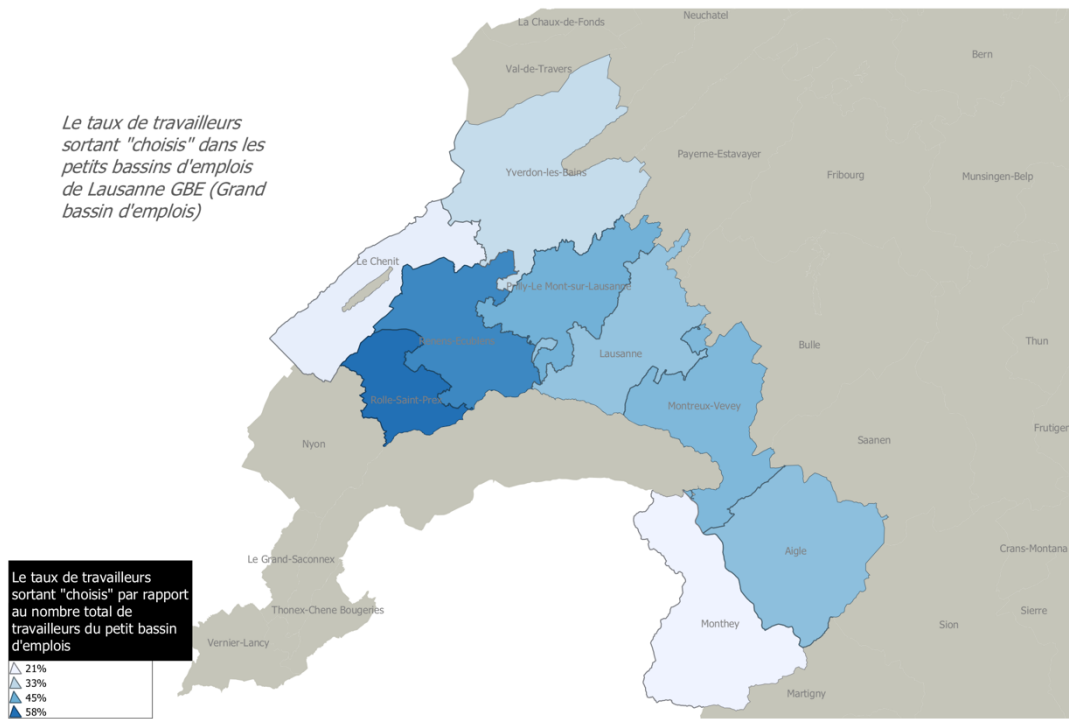 La Chaux-de-Fonds
Neuchatel
Bern
Val-de-Travers
Le taux de travailleurs
sortant "choisis" dans les
petits bassins d'emplois
de Lausanne GBE (Grand
bassin d'emplois)
Payerne-Estavayer
Yverdon-les-Bains
Fribourg
Munsingen-Belp
Le Chenit
Prilly-Le Mont-sur-Lausanne
Bulle
Thun
Lausanne
Rolle-Saint-Prex
Montreux-Vevey
Nyon
Saanen
Frutigen
Aigle
Crans-Montana
Le Grand-Saconnex
Thonex-Chene Bougeries
Sierre
Monthey
Sion
Vernier-Lancy
Martigny
Le taux de travailleurs
sortant "choisis" par rapport
au nombre total de
travailleurs du petit bassin
d'emplois
21%
33%
45%
58%